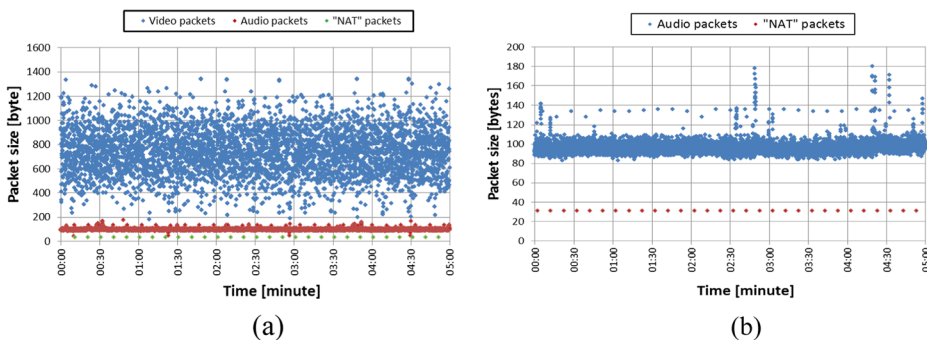 Video packets Audio packets "NAT" packets
Packet size [byte]
1600
1400
1200
1000
800
600
400
200
0
00:00 00:30 01:00 01:30 02:00 02:30 03:00 03:30 04:00 04:30 05:00
Time [minute]
(a)
Audio packets "NAT" packets
Packet size [bytes]
200
180
160
140
120
100
80
60
40
20
0
00:00 00:30 01:00 01:30 02:00 02:30 03:00 03:30 04:00 04:30 05:00
Time [minute]
(b)